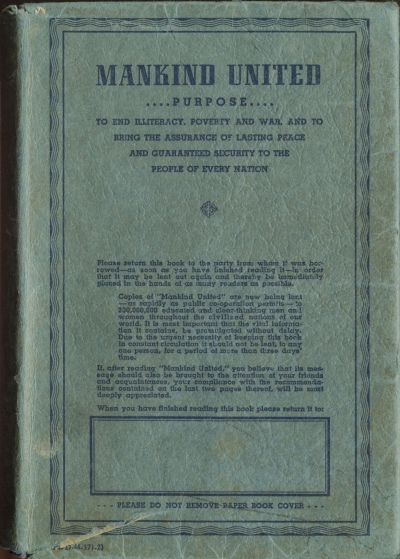 MANKIND UNITED
....PURPOSE....
TO END ILLITERACY, POVERTY AND WAR, AND TO
BRING THE ASSURANCE OF LASTING PEACE
AND GUARANTEED SECURITY TO THE
PEOPLE OF EVERY NATION
Please return this book to the party from whom it was bor-
rowed—as soon as you have finished reading it—in order
that it may be lent out again and thereby be immediately
placed in the hands of as many readers as possible.
Copies of "Mankind United" are now being lent
—as rapidly as public co-operation permits—to
200,000,000 educated and clear-thinking men and
women throughout the civilized nations of our
world. It is most important that the vital informa-
tion it contains, be promulgated without delay.
Due to the urgent necessity of keeping this book
in constant circulation it should not be lent, to any
one person, for a period of more than three days'
time.
If, after reading "Mankind United," you believe that its mes-
sage should also be brought to the attention of your friends
and acquaintances, your compliance with the recommenda-
tions contained on the last two pages thereof, will be most
deeply appreciated.
When you have finished reading this book please return it to:
--- PLEASE DO NOT REMOVE PAPER BOOK COVER ---